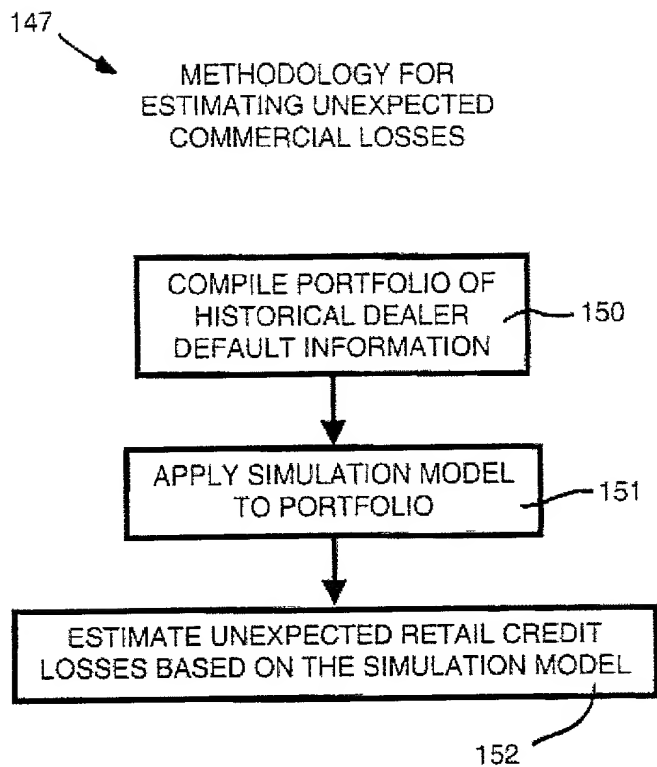 147
METHODOLOGY FOR
ESTIMATING UNEXPECTED
COMMERCIAL LOSSES
COMPILE PORTFOLIO OF
HISTORICAL DEALER
DEFAULT INFORMATION
150
APPLY SIMULATION MODEL
TO PORTFOLIO
151
ESTIMATE UNEXPECTED RETAIL CREDIT
LOSSES BASED ON THE SIMULATION MODEL
152